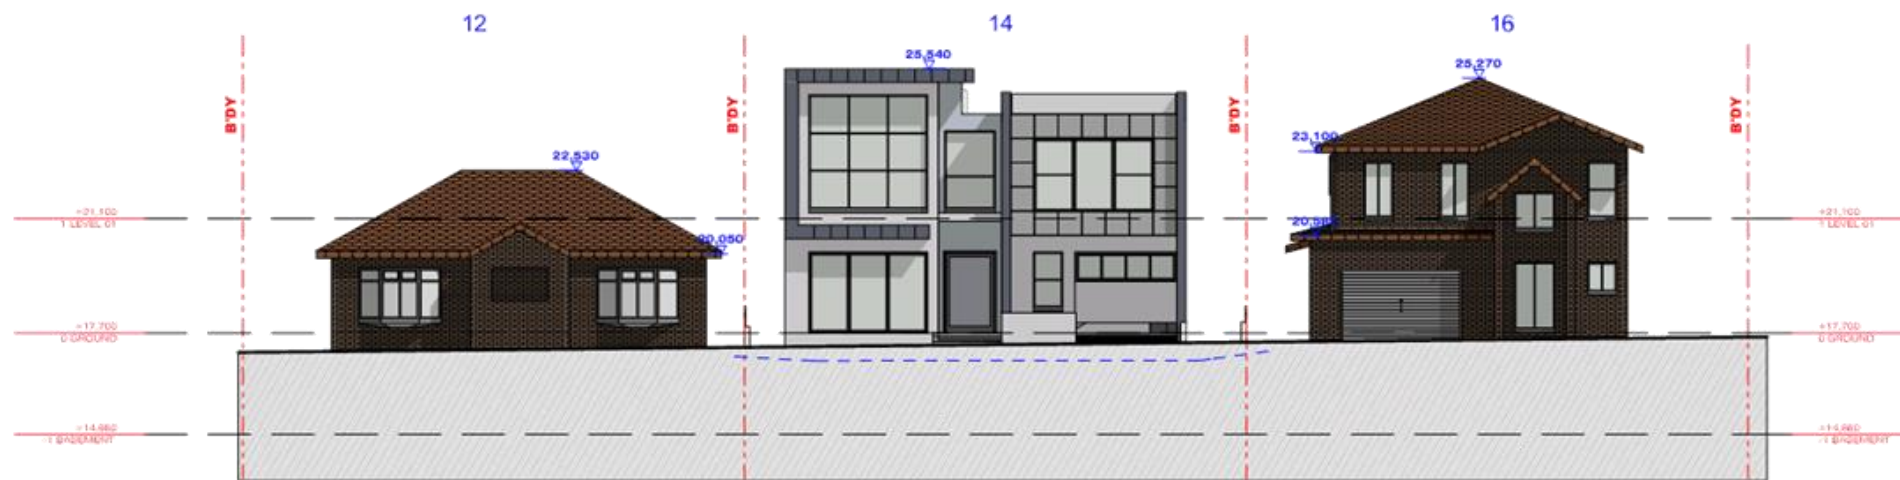 12
14
16
25,540
25,270
B'DY
B'DY
B'DY
B'DY
23,100
22,530
+21,100
1 LEVEL 01
20,050
+21,100
1 LEVEL 01
+17,700
0 GROUND
+17,700
0 GROUND
-1 BASEMENT
-1 BASEMENT